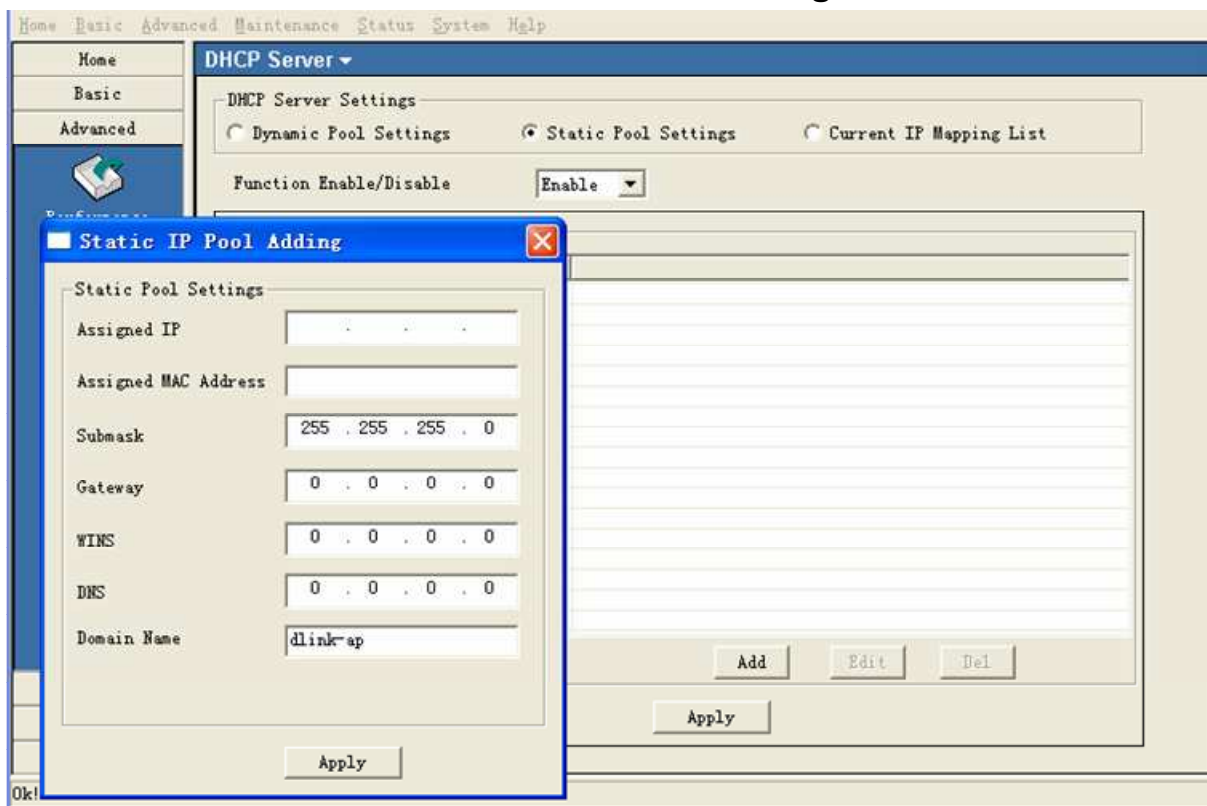 Home Basic Advanced Maintenance Status System Help
Home
Basic
Advanced
DHCP Server
DHCP Server Settings
Dynamic Pool Settings Static Pool Settings Current IP Mapping List
Function Enable/Disable Enable
Static IP Pool Adding
Static Pool Settings
Assigned IP . . .
Assigned MAC Address
Submask 255 . 255 . 255 . 0
Gateway 0 . 0 . 0 . 0
WINS 0 . 0 . 0 . 0
DNS 0 . 0 . 0 . 0
Domain Name dlink-ap
Apply
Add Edit Del
Apply
Ok!